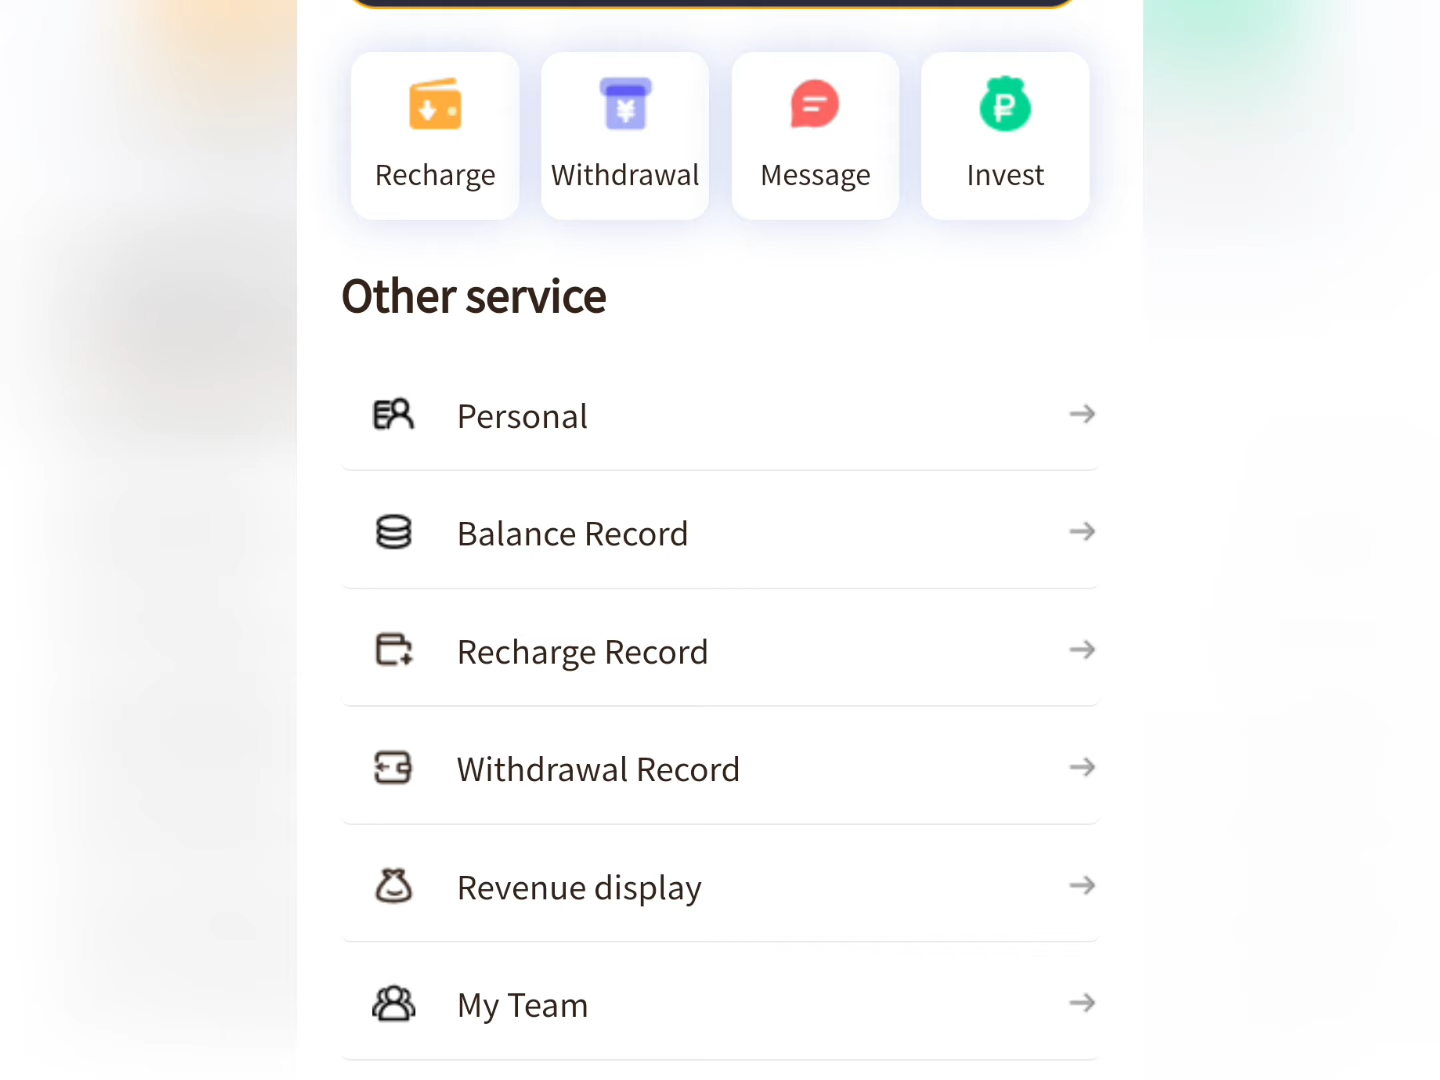 Recharge
Withdrawal
Message
Invest
Other service
Personal
Balance Record
Recharge Record
Withdrawal Record
Revenue display
My Team